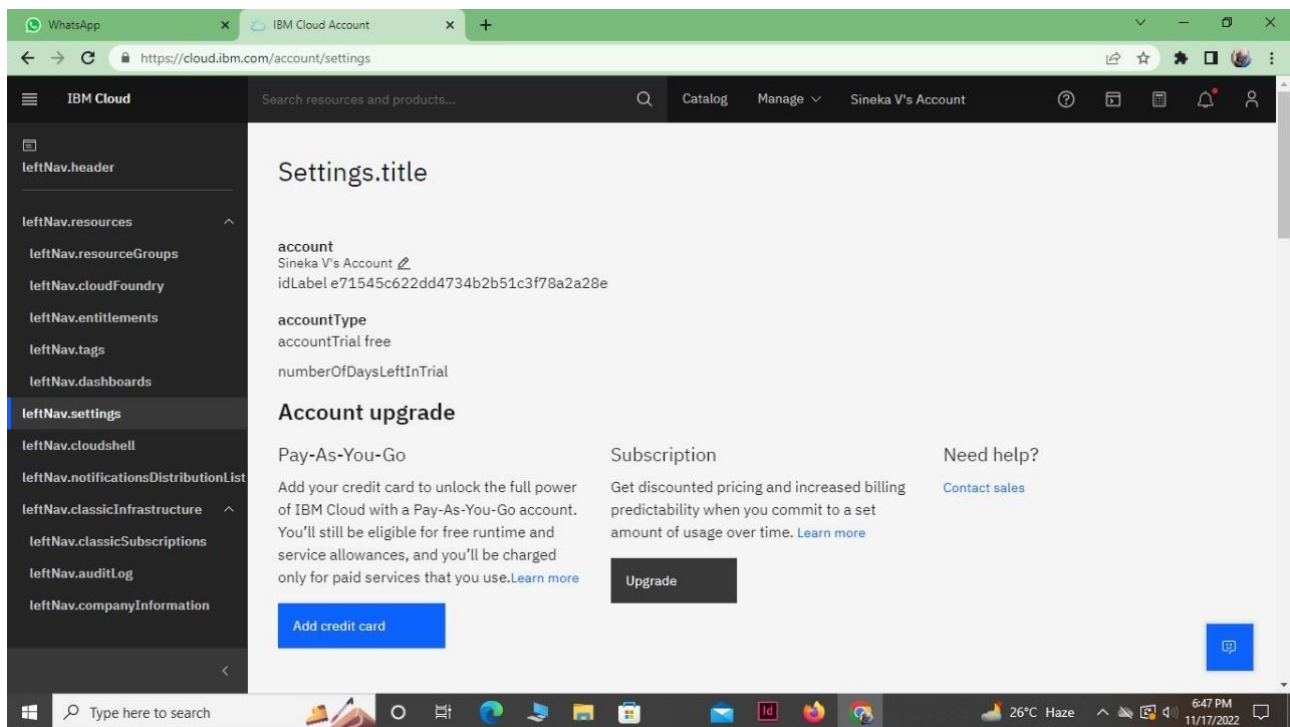 WhatsApp
IBM Cloud Account
https://cloud.ibm.com/account/settings
IBM Cloud
Search resources and products...
Catalog
Manage
Sineka V's Account
leftNav.header
leftNav.resources
leftNav.resourceGroups
leftNav.cloudFoundry
leftNav.entitlements
leftNav.tags
leftNav.dashboards
leftNav.settings
leftNav.cloudshell
leftNav.notificationsDistributionList
leftNav.classicInfrastructure
leftNav.classicSubscriptions
leftNav.auditLog
leftNav.companyInformation
Settings.title
account
Sineka V's Account
idLabel e71545c622dd4734b2b51c3f78a2a28e
accountType
accountTrial free
numberOfDaysLeftInTrial
Account upgrade
Pay-As-You-Go
Add your credit card to unlock the full power
of IBM Cloud with a Pay-As-You-Go account.
You'll still be eligible for free runtime and
service allowances, and you'll be charged
only for paid services that you use.Learn more
Add credit card
Subscription
Get discounted pricing and increased billing
predictability when you commit to a set
amount of usage over time. Learn more
Upgrade
Need help?
Contact sales
Type here to search
Id
26°C Haze
6:47 PM
11/17/2022